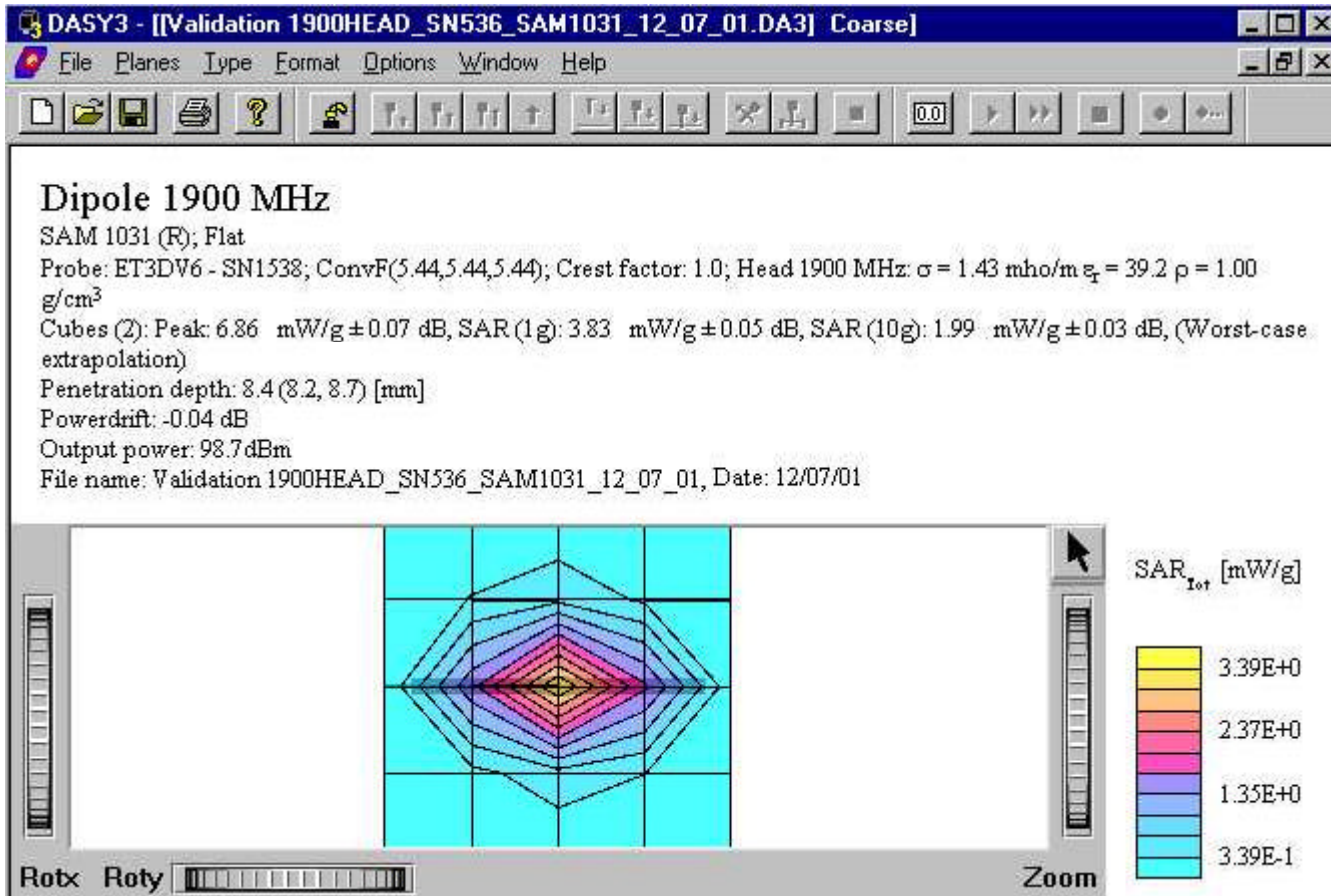 DASY3 - [[Validation 1900HEAD_SN536_SAM1031_12_07_01.DA3] Coarse]
File Planes Type Format Options Window Help
0.0
Dipole 1900 MHz
SAM 1031 (R); Flat
Probe: ET3DV6 - SN1538; ConvF(5.44,5.44,5.44); Crest factor: 1.0; Head 1900 MHz: σ = 1.43 mho/m εr = 39.2 ρ = 1.00
g/cm³
Cubes (2): Peak: 6.86 mW/g ± 0.07 dB, SAR (1g): 3.83 mW/g ± 0.05 dB, SAR (10g): 1.99 mW/g ± 0.03 dB, (Worst-case
extrapolation)
Penetration depth: 8.4 (8.2, 8.7) [mm]
Powerdrift: -0.04 dB
Output power: 98.7dBm
File name: Validation 1900HEAD_SN536_SAM1031_12_07_01, Date: 12/07/01
SAR_Tot [mW/g]
3.39E+0
2.37E+0
1.35E+0
3.39E-1
Rotx Roty Zoom